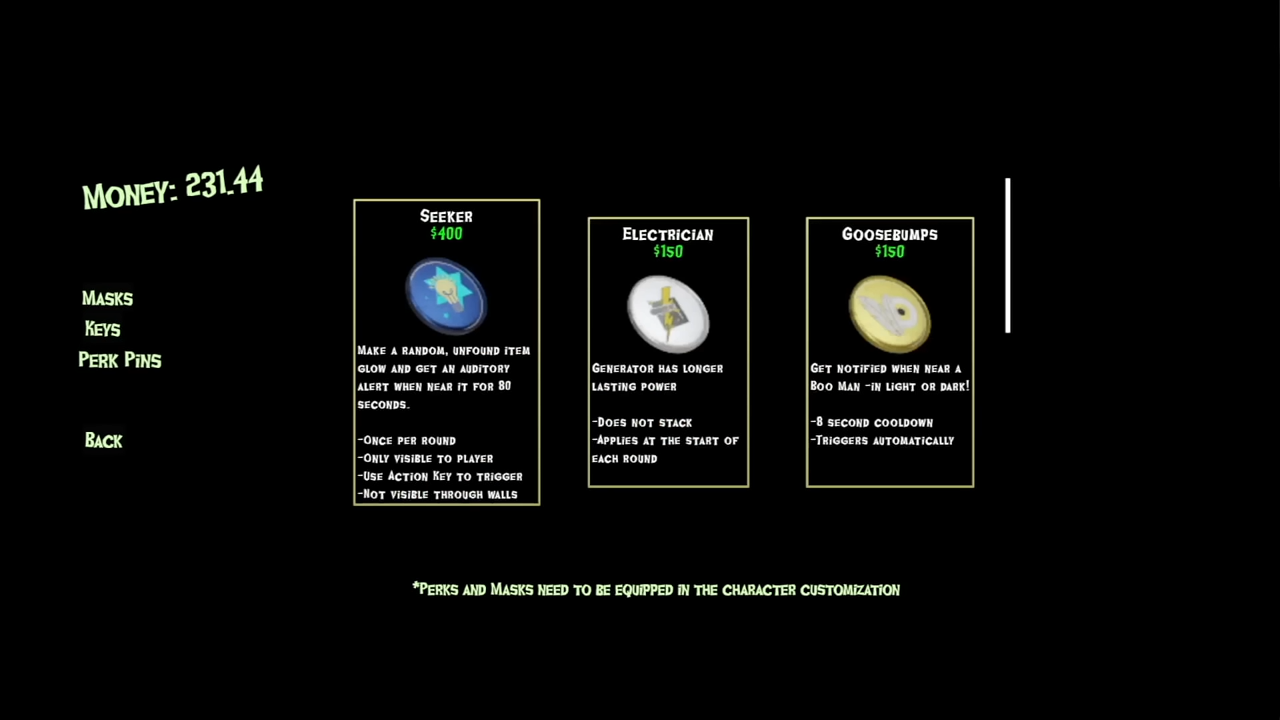 Money: 231.44
Masks
Keys
Perk Pins
Back
Seeker
$400
Make a random, unfound item
glow and get an auditory
alert when near it for 80
seconds.
-Once per round
-Only visible to player
-Use Action Key to trigger
-Not visible through walls
Electrician
$150
Generator has longer
lasting power
-Does not stack
-Applies at the start of
each round
Goosebumps
$150
Get notified when near a
Boo Man -in light or dark!
-8 second cooldown
-Triggers automatically
*Perks and Masks need to be equipped in the character customization